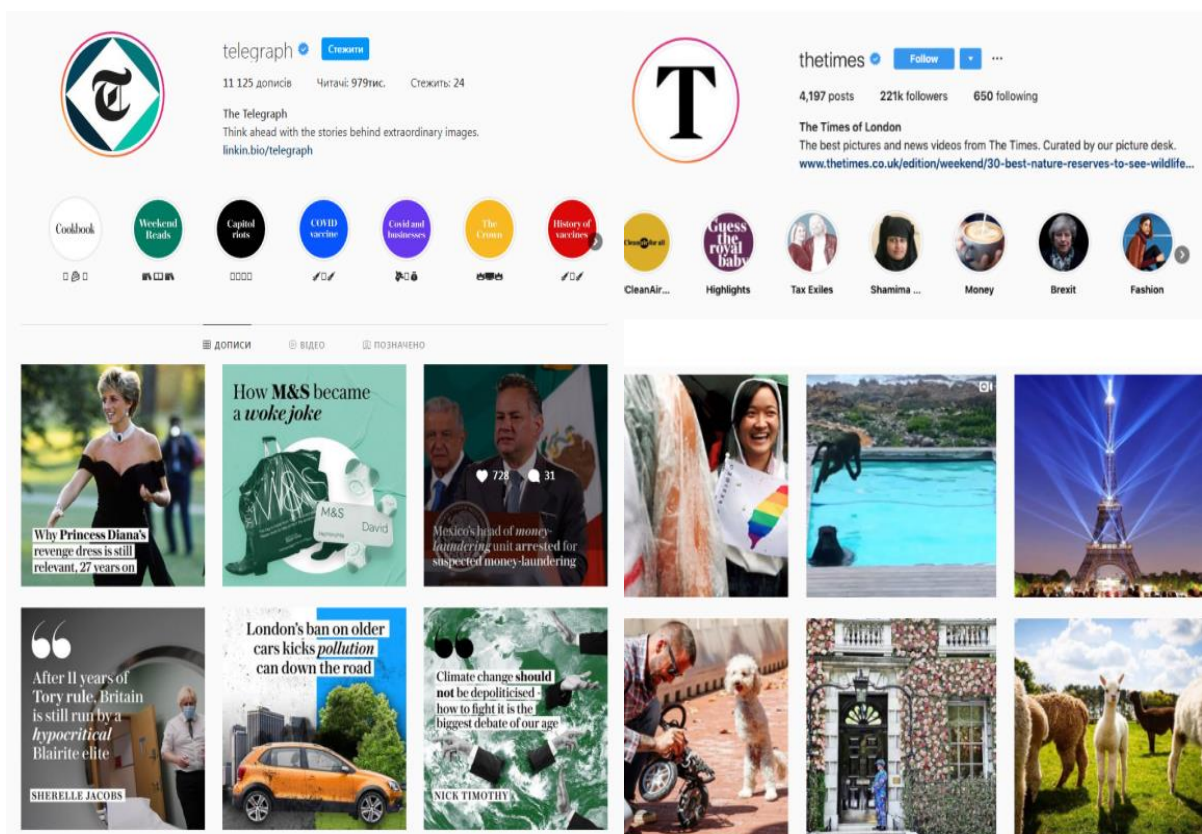 telegraph
Стежити
11 125 дописів Читачі: 979тис. Стежить: 24
The Telegraph
Think ahead with the stories behind extraordinary images.
linkin.bio/telegraph
Cookbook
Weekend
Reads
Capitol
riots
COVID
vaccine
Covid and
businesses
The
Crown
History of
vaccines
ДОПИСИ ВІДЕО ПОЗНАЧЕНО
Why Princess Diana's
revenge dress is still
relevant, 27 years on
How M&S became
a woke joke
M&S
M&S
David
728 31
Mexico's head of money-
laundering unit arrested for
suspected money-laundering
After 11 years of
Tory rule, Britain
is still run by a
hypocritical
Blairite elite
SHERELLE JACOBS
London's ban on older
cars kicks pollution
can down the road
Climate change should
not be depoliticised -
how to fight it is the
biggest debate of our age
NICK TIMOTHY
T
thetimes Follow
4,197 posts 221k followers 650 following
The Times of London
The best pictures and news videos from The Times. Curated by our picture desk.
www.thetimes.co.uk/edition/weekend/30-best-nature-reserves-to-see-wildlife...
Guess
the
royal
baby
CleanAir... Highlights Tax Exiles Shamima ... Money Brexit Fashion